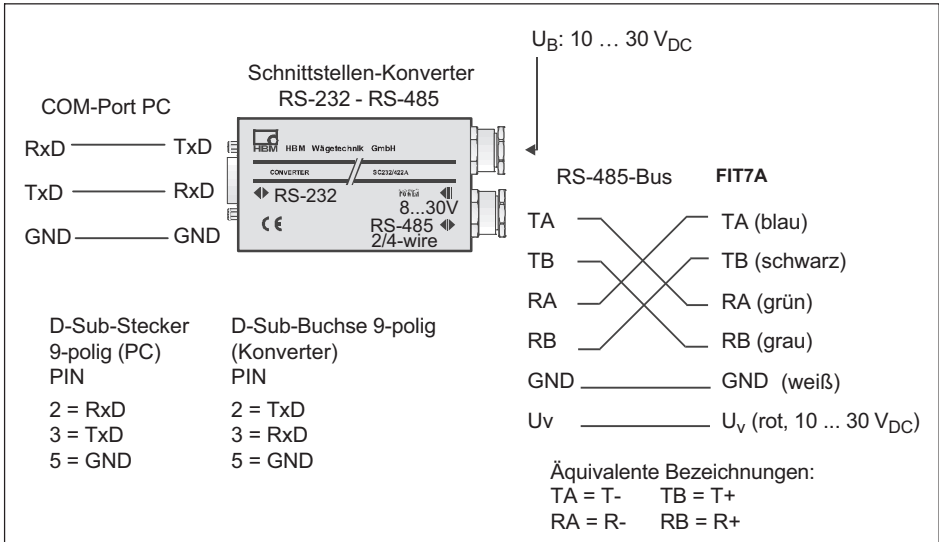 U_B: 10 ... 30 V_DC
Schnittstellen-Konverter
RS-232 - RS-485
COM-Port PC
RxD TxD
TxD RxD
GND GND
HBM HBM Wägetechnik GmbH
CONVERTER SC232/422A
RS-232
POWER
8...30V
CE RS-485
2/4-wire
RS-485-Bus FIT7A
TA TA (blau)
TB TB (schwarz)
RA RA (grün)
RB RB (grau)
GND GND (weiß)
Uv U_v (rot, 10 ... 30 V_DC)
D-Sub-Stecker
9-polig (PC)
PIN
2 = RxD
3 = TxD
5 = GND
D-Sub-Buchse 9-polig
(Konverter)
PIN
2 = TxD
3 = RxD
5 = GND
Äquivalente Bezeichnungen:
TA = T- TB = T+
RA = R- RB = R+